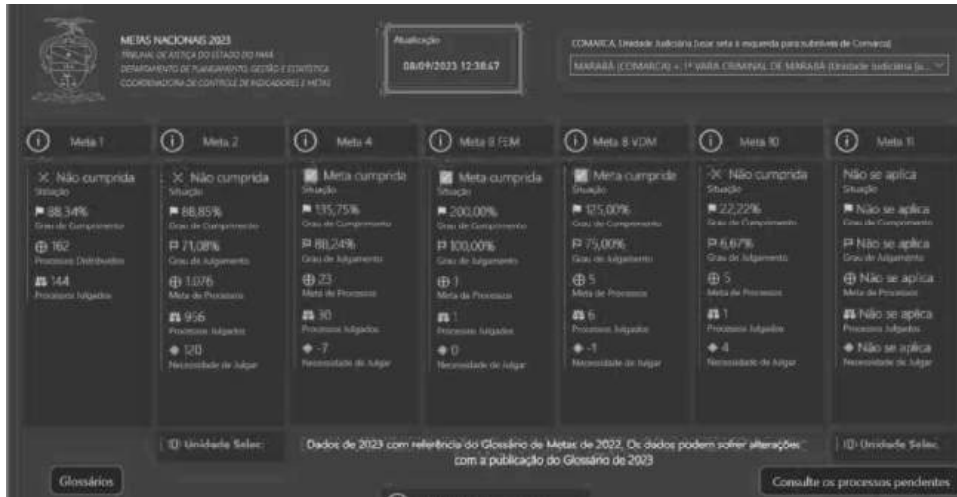 METAS NACIONAIS 2023
TRIBUNAL DE JUSTIÇA DO ESTADO DO PARÁ
DEPARTAMENTO DE PLANEJAMENTO, GESTÃO E ESTATÍSTICA
COORDENADORIA DE CONTROLE DE INDICADORES E METAS
Atualização
08/09/2023 12:38:47
COMARCA, Unidade Judiciária (usar seta à esquerda para subníveis de Comarca)
MARABÁ (COMARCA) + 1ª VARA CRIMINAL DE MARABÁ (Unidade Judiciária (u...
Meta 1
Não cumprida
Situação
88,34%
Grau de Cumprimento
162
Processos Distribuídos
144
Processos Julgados
Meta 2
Não cumprida
Situação
88,85%
Grau de Cumprimento
71,08%
Grau de Julgamento
1.076
Meta de Processos
956
Processos Julgados
120
Necessidade de Julgar
Meta 4
Meta cumprida
Situação
135,75%
Grau de Cumprimento
88,24%
Grau de Julgamento
23
Meta de Processos
30
Processos Julgados
-7
Necessidade de Julgar
Meta 8 FEM
Meta cumprida
Situação
200,00%
Grau de Cumprimento
100,00%
Grau de Julgamento
1
Meta de Processos
1
Processos Julgados
0
Necessidade de Julgar
Meta 8 VDM
Meta cumprida
Situação
125,00%
Grau de Cumprimento
75,00%
Grau de Julgamento
5
Meta de Processos
6
Processos Julgados
-1
Necessidade de Julgar
Meta 10
Não cumprida
Situação
22,22%
Grau de Cumprimento
6,67%
Grau de Julgamento
5
Meta de Processos
1
Processos Julgados
4
Necessidade de Julgar
Meta 11
Não se aplica
Situação
Não se aplica
Grau de Cumprimento
Não se aplica
Grau de Julgamento
Não se aplica
Meta de Processos
Não se aplica
Processos Julgados
Não se aplica
Necessidade de Julgar
Unidade Selec.
Dados de 2023 com referência do Glossário de Metas de 2022. Os dados podem sofrer alterações
com a publicação do Glossário de 2023
Unidade Selec.
Glossários
Consulte os processos pendentes